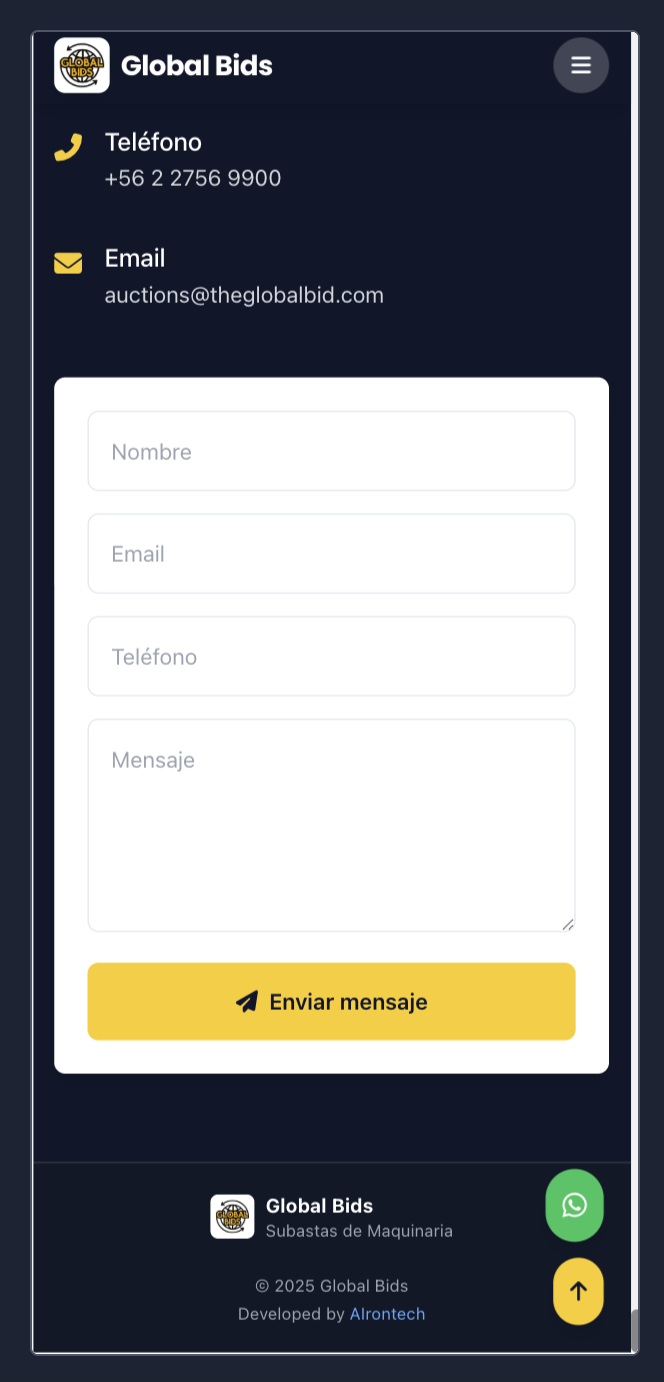 GLOBAL
BIDS
Global Bids
Teléfono
+56 2 2756 9900
Email
auctions@theglobalbid.com
Nombre
Email
Teléfono
Mensaje
Enviar mensaje
GLOBAL
BIDS
Global Bids
Subastas de Maquinaria
© 2025 Global Bids
Developed by AIrontech